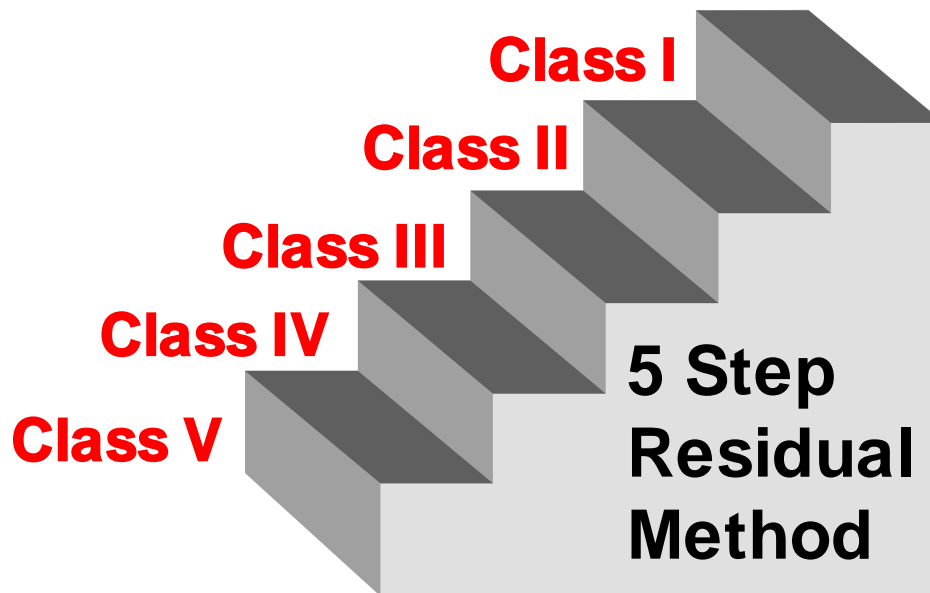 Class I
Class II
Class III
Class IV
Class V
5 Step
Residual
Method